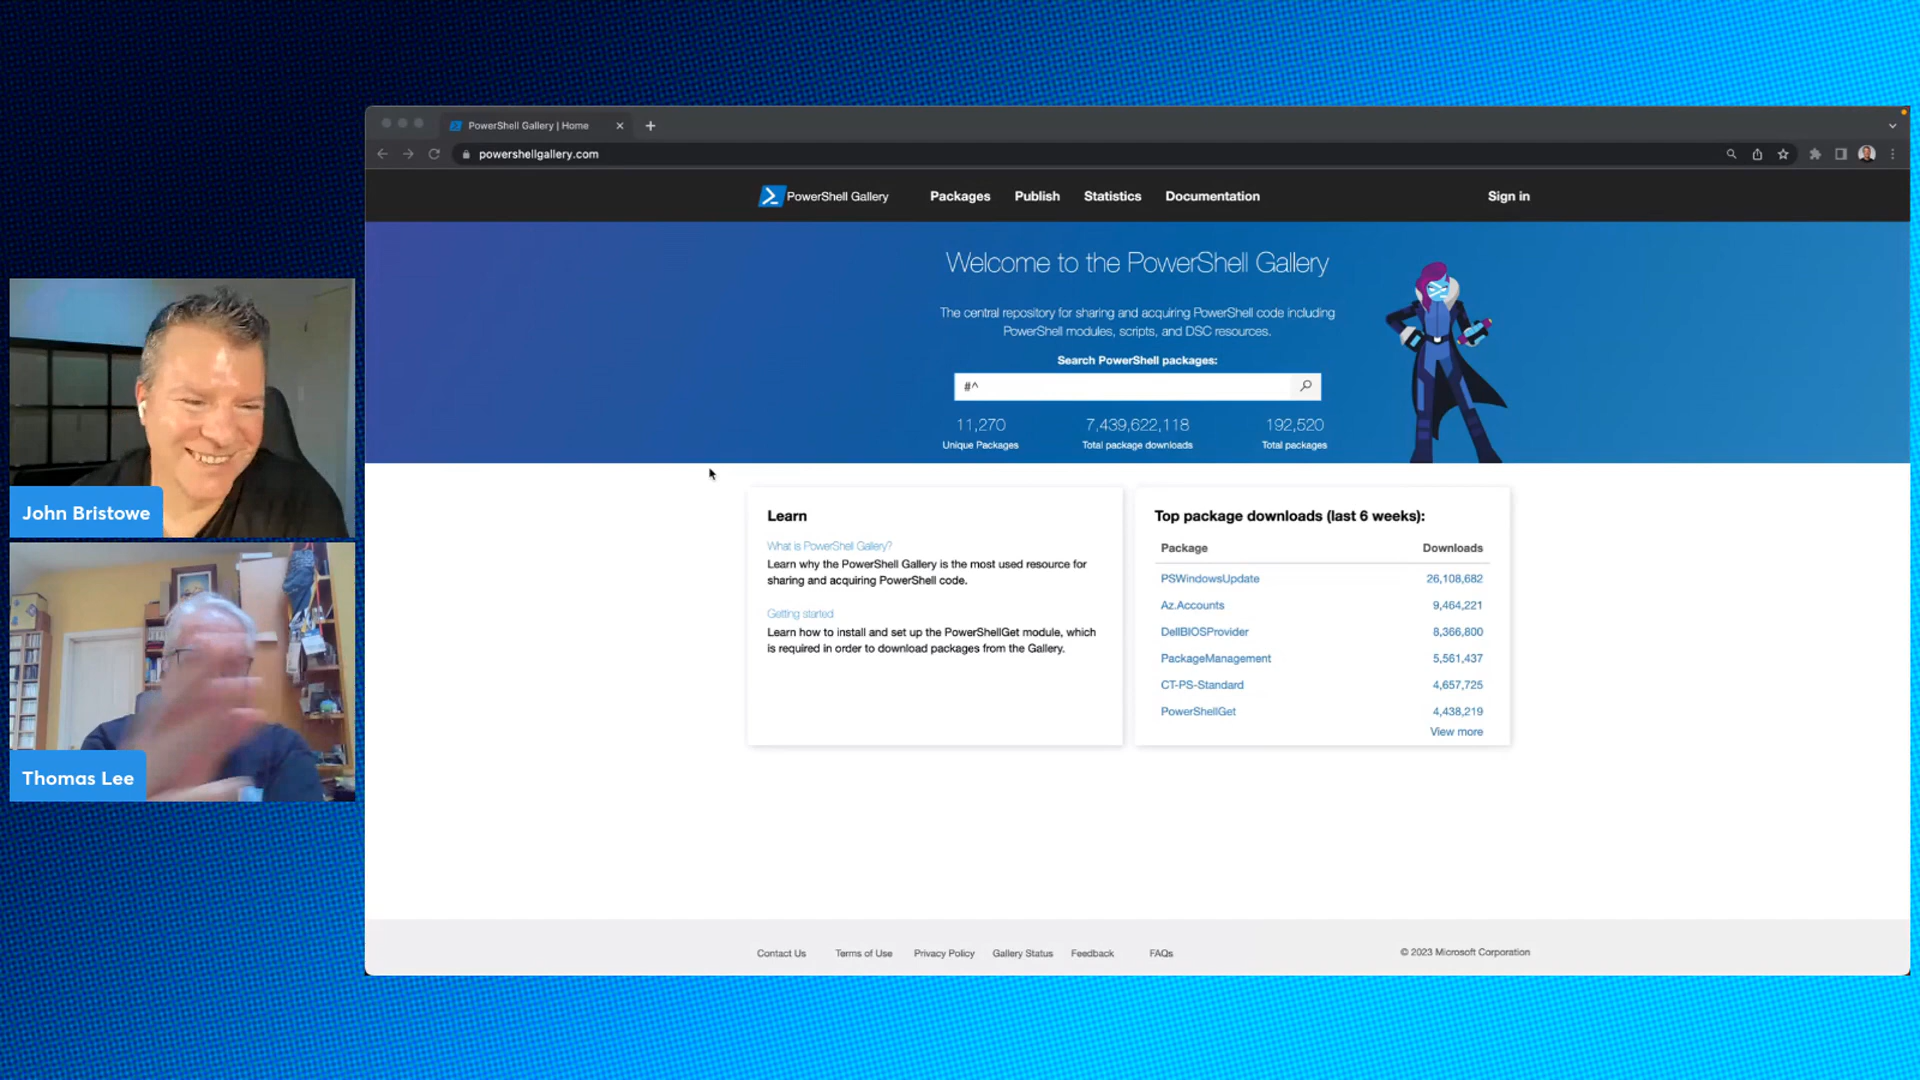 PowerShell Gallery | Home
powershellgallery.com
PowerShell Gallery
Packages
Publish
Statistics
Documentation
Sign in
Welcome to the PowerShell Gallery
The central repository for sharing and acquiring PowerShell code including
PowerShell modules, scripts, and DSC resources.
Search PowerShell packages:
#^
11,270
7,439,622,118
192,520
Unique Packages
Total package downloads
Total packages
John Bristowe
Thomas Lee
Learn
What is PowerShell Gallery?
Learn why the PowerShell Gallery is the most used resource for
sharing and acquiring PowerShell code.
Getting started
Learn how to install and set up the PowerShellGet module, which
is required in order to download packages from the Gallery.
Top package downloads (last 6 weeks):
Package Downloads
PSWindowsUpdate 26,108,682
Az.Accounts 9,464,221
DellBIOSProvider 8,366,800
PackageManagement 5,561,437
CT-PS-Standard 4,657,725
PowerShellGet 4,438,219
View more
Contact Us
Terms of Use
Privacy Policy
Gallery Status
Feedback
FAQs
© 2023 Microsoft Corporation